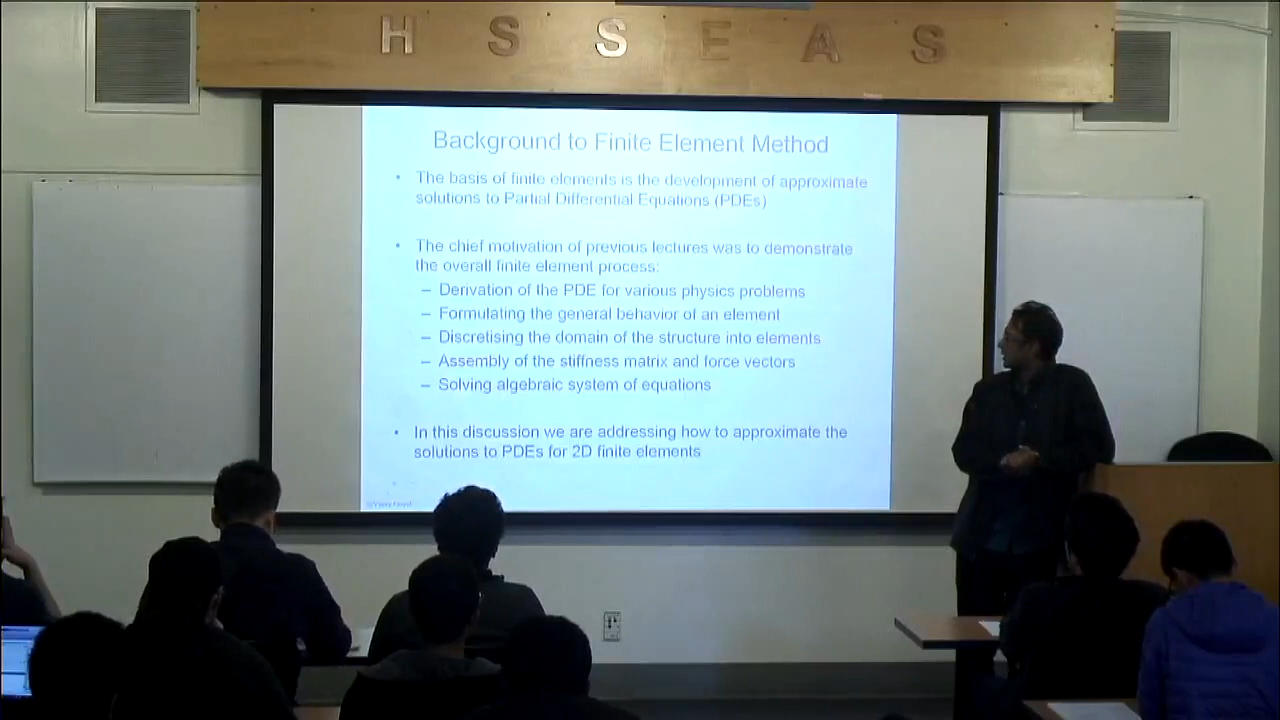 H S S E A S
Background to Finite Element Method
• The basis of finite elements is the development of approximate
solutions to Partial Differential Equations (PDEs)
• The chief motivation of previous lectures was to demonstrate
the overall finite element process:
– Derivation of the PDE for various physics problems
– Formulating the general behavior of an element
– Discretising the domain of the structure into elements
– Assembly of the stiffness matrix and force vectors
– Solving algebraic system of equations
• In this discussion we are addressing how to approximate the
solutions to PDEs for 2D finite elements